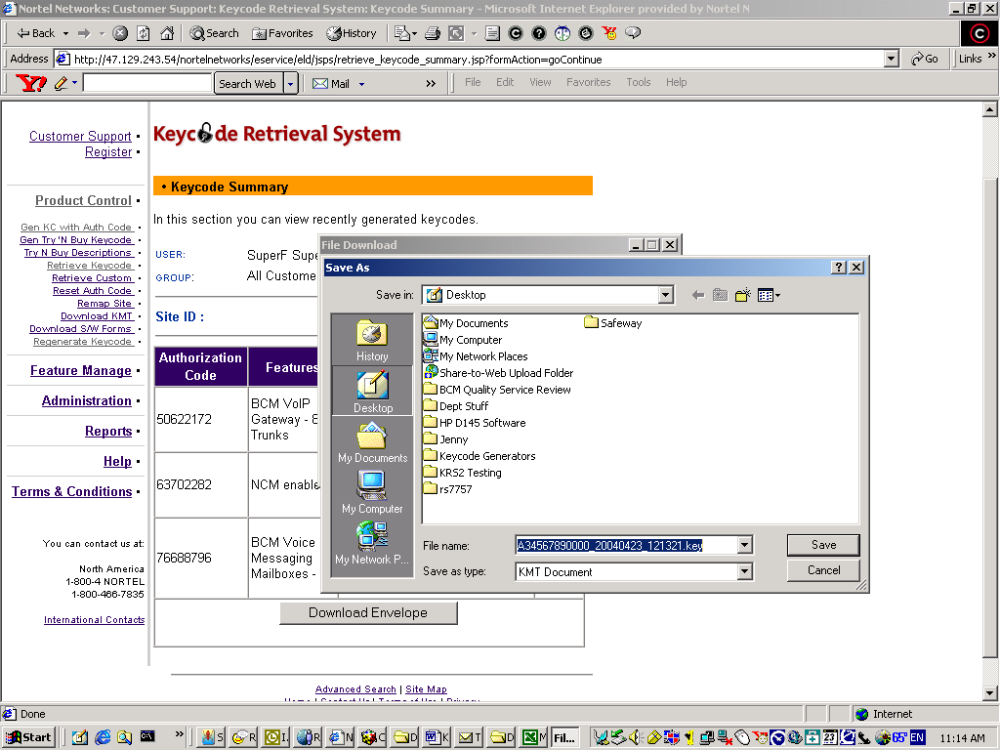 Nortel Networks: Customer Support: Keycode Retrieval System: Keycode Summary - Microsoft Internet Explorer provided by Nortel N
Back Search Favorites History
Address http://47.129.243.54/nortelnetworks/eservice/eld/jsps/retrieve_keycode_summary.jsp?formAction=goContinue Go Links »
Y! Search Web Mail » File Edit View Favorites Tools Help
Customer Support •
Register •
Product Control •
Gen KC with Auth Code •
Gen Try 'N Buy Keycode •
Try N Buy Descriptions •
Retrieve Keycode •
Retrieve Custom •
Reset Auth Code •
Remap Site •
Download KMT •
Download S/W Forms •
Regenerate Keycode •
Feature Manage •
Administration •
Reports •
Help •
Terms & Conditions •
You can contact us at:
North America
1-800-4 NORTEL
1-800-466-7835
International Contacts
Keycode Retrieval System
• Keycode Summary
In this section you can view recently generated keycodes.
USER: SuperF Supe
GROUP: All Custome
Site ID :
Authorization Code
Features
50622172
BCM VoIP
Gateway - 8
Trunks
63702282
NCM enable
76688796
BCM Voice
Messaging
Mailboxes -
Download Envelope
Advanced Search | Site Map
Home | Contact Us | Terms of Use | Privacy
File Download
Save As
Save in: Desktop
History
Desktop
My Documents
My Computer
My Network P...
My Documents
My Computer
My Network Places
Share-to-Web Upload Folder
BCM Quality Service Review
Dept Stuff
HP D145 Software
Jenny
Keycode Generators
KRS2 Testing
rs7757
Safeway
File name: A34567890000_20040423_121321.key Save
Save as type: KMT Document Cancel
Done Internet
Start » S R I. R N C D K T D M Fil... 23 65° EN 11:14 AM